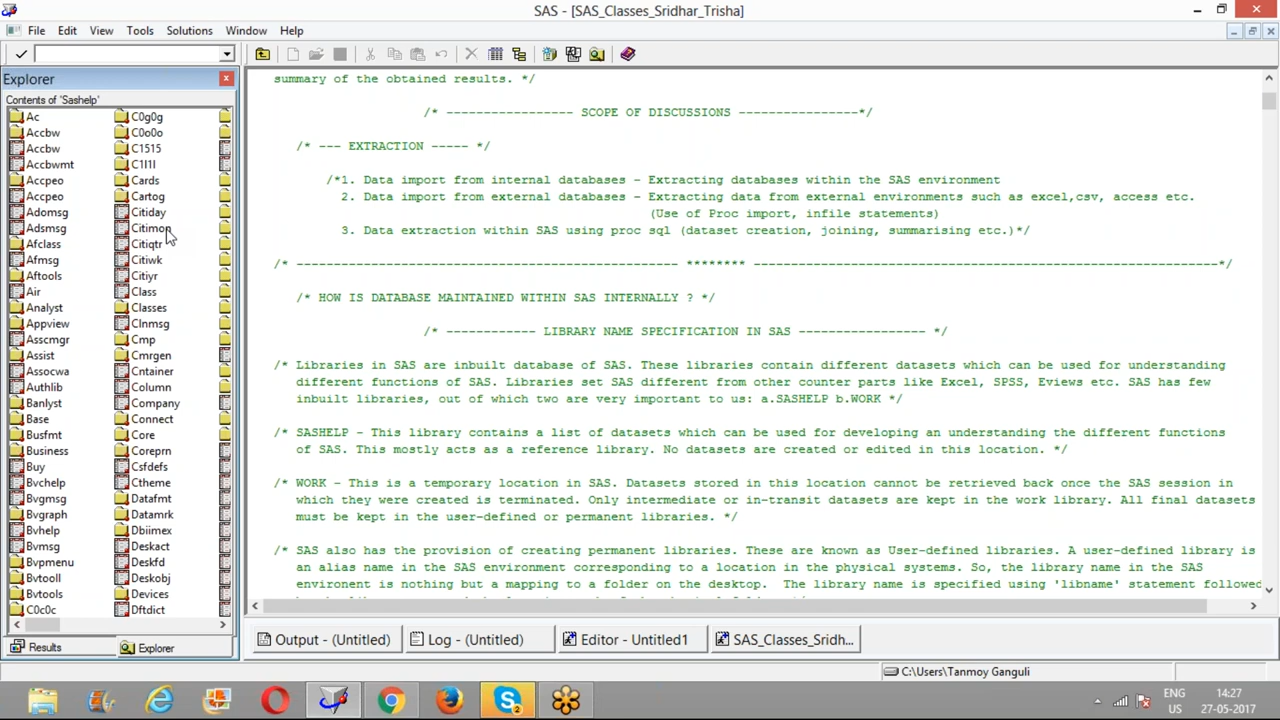 SAS - [SAS_Classes_Sridhar_Trisha]
File Edit View Tools Solutions Window Help
Explorer
Contents of 'Sashelp'
Ac
Accbw
Accbw
Accbwmt
Accpeo
Accpeo
Adomsg
Adsmsg
Afclass
Afmsg
Aftools
Air
Analyst
Appview
Asscmgr
Assist
Assocwa
Authlib
Banlyst
Base
Busfmt
Business
Buy
Bvchelp
Bvgmsg
Bvgraph
Bvhelp
Bvmsg
Bvpmenu
Bvtooll
Bvtools
C0c0c
C0g0g
C0o0o
C1515
C1l1l
Cards
Cartog
Citiday
Citimon
Citiqtr
Citiwk
Citiyr
Class
Classes
Clnmsg
Cmp
Cmrgen
Cntainer
Column
Company
Connect
Core
Coreprn
Csfdefs
Ctheme
Datafmt
Datamrk
Dbiimex
Deskact
Deskfd
Deskobj
Devices
Dftdict
Results
Explorer
summary of the obtained results. */
/* ----------------- SCOPE OF DISCUSSIONS ----------------*/
/* --- EXTRACTION ----- */
/*1. Data import from internal databases - Extracting databases within the SAS environment
2. Data import from external databases - Extracting data from external environments such as excel,csv, access etc.
(Use of Proc import, infile statements)
3. Data extraction within SAS using proc sql (dataset creation, joining, summarising etc.)*/
/* --------------------------------------------------- ******** --------------------------------------------------------------*/
/* HOW IS DATABASE MAINTAINED WITHIN SAS INTERNALLY ? */
/* ------------ LIBRARY NAME SPECIFICATION IN SAS ----------------- */
/* Libraries in SAS are inbuilt database of SAS. These libraries contain different datasets which can be used for understanding
different functions of SAS. Libraries set SAS different from other counter parts like Excel, SPSS, Eviews etc. SAS has few
inbuilt libraries, out of which two are very important to us: a.SASHELP b.WORK */
/* SASHELP - This library contains a list of datasets which can be used for developing an understanding the different functions
of SAS. This mostly acts as a reference library. No datasets are created or edited in this location. */
/* WORK - This is a temporary location in SAS. Datasets stored in this location cannot be retrieved back once the SAS session in
which they were created is terminated. Only intermediate or in-transit datasets are kept in the work library. All final datasets
must be kept in the user-defined or permanent libraries. */
/* SAS also has the provision of creating permanent libraries. These are known as User-defined libraries. A user-defined library is
an alias name in the SAS environment corresponding to a location in the physical systems. So, the library name in the SAS
environent is nothing but a mapping to a folder on the desktop. The library name is specified using 'libname' statement followed
Output - (Untitled)
Log - (Untitled)
Editor - Untitled1
SAS_Classes_Sridh...
C:\Users\Tanmoy Ganguli
ENG
US
14:27
27-05-2017